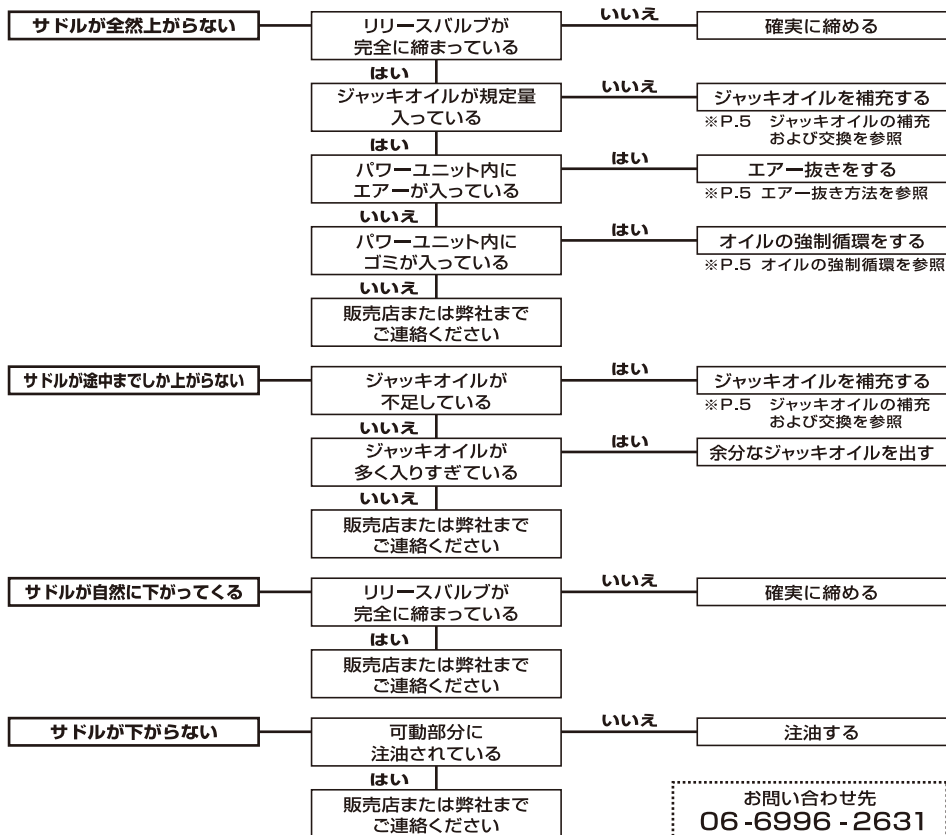 サドルが全然上がらない
リリースバルブが
完全に締まっている
いいえ
確実に締める
はい
ジャッキオイルが規定量
入っている
いいえ
ジャッキオイルを補充する
※P.5 ジャッキオイルの補充
および交換を参照
はい
パワーユニット内に
エアーが入っている
はい
エアー抜きをする
※P.5 エアー抜き方法を参照
いいえ
パワーユニット内に
ゴミが入っている
はい
オイルの強制循環をする
※P.5 オイルの強制循環を参照
いいえ
販売店または弊社まで
ご連絡ください
サドルが途中までしか上がらない
ジャッキオイルが
不足している
はい
ジャッキオイルを補充する
※P.5 ジャッキオイルの補充
および交換を参照
いいえ
ジャッキオイルが
多く入りすぎている
はい
余分なジャッキオイルを出す
いいえ
販売店または弊社まで
ご連絡ください
サドルが自然に下がってくる
リリースバルブが
完全に締まっている
いいえ
確実に締める
はい
販売店または弊社まで
ご連絡ください
サドルが下がらない
可動部分に
注油されている
いいえ
注油する
はい
販売店または弊社まで
ご連絡ください
お問い合わせ先
06-6996-2631